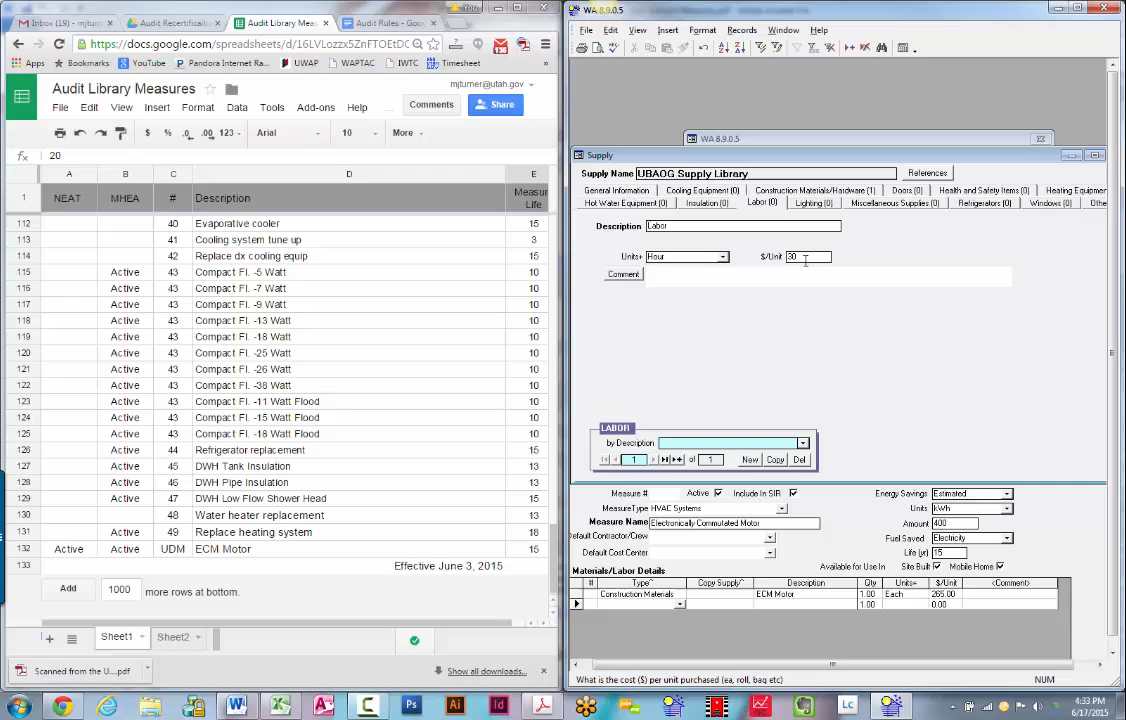 Inbox (19) - mjturn
Audit Recertificat
Audit Library Meas
Audit Rules - Goo
You
https://docs.google.com/spreadsheets/d/16LVLozzx5ZnFTOEtDC
Apps
Bookmarks
YouTube
Pandora Internet Ra...
UWAP
WAPTAC
IWTC
Timesheet
Audit Library Measures
mjturner@utah.gov
File Edit View Insert Format Data Tools Add-ons Help ...
Comments
Share
$ % .0 .00 123 Arial 10 More
fx 20
A B C D E
1 NEAT MHEA # Description Measure Life
112 40 Evaporative cooler 15
113 41 Cooling system tune up 3
114 42 Replace dx cooling equip 15
115 Active 43 Compact Fl. -5 Watt 10
116 Active 43 Compact Fl. -7 Watt 10
117 Active 43 Compact Fl. -9 Watt 10
118 Active 43 Compact Fl. -13 Watt 10
119 Active 43 Compact Fl. -18 Watt 10
120 Active 43 Compact Fl. -25 Watt 10
121 Active 43 Compact Fl. -26 Watt 10
122 Active 43 Compact Fl. -38 Watt 10
123 Active 43 Compact Fl. -11 Watt Flood 10
124 Active 43 Compact Fl. -15 Watt Flood 10
125 Active 43 Compact Fl. -18 Watt Flood 10
126 Active 44 Refrigerator replacement 15
127 Active 45 DWH Tank Insulation 13
128 Active 46 DWH Pipe Insulation 13
129 Active 47 DWH Low Flow Shower Head 15
130 48 Water heater replacement 13
131 Active 49 Replace heating system 18
132 Active Active UDM ECM Motor 15
133 Effective June 3, 2015
Add 1000 more rows at bottom.
Sheet1 Sheet2
Scanned from the U....pdf
Show all downloads...
WA 8.9.0.5
File Edit View Insert Format Records Window Help
WA 8.9.0.5
Supply
Supply Name UBAOG Supply Library References
General Information Cooling Equipment (0) Construction Materials/Hardware (1) Doors (0) Health and Safety Items (0) Heating Equipmer
Hot Water Equipment (0) Insulation (0) Labor (0) Lighting (0) Miscellaneous Supplies (0) Refrigerators (0) Windows (0) Othe
Description Labor
Units+ Hour $/Unit 30
Comment
LABOR
by Description
1 of 1 New Copy Del
Measure # Active Include In SIR Energy Savings Estimated
MeasureType HVAC Systems Units kWh
Measure Name Electronically Commutated Motor Amount 400
Default Contractor/Crew Fuel Saved Electricity
Default Cost Center Life (yr) 15
Available for Use In Site Built Mobile Home
Materials/Labor Details
# Type^ Copy Supply^ Description Qty Units+ $/Unit <Comment>
Construction Materials ECM Motor 1.00 Each 265.00
1.00 0.00
What is the cost ($) per unit purchased (ea, roll, bag etc) NUM
4:33 PM
6/17/2015